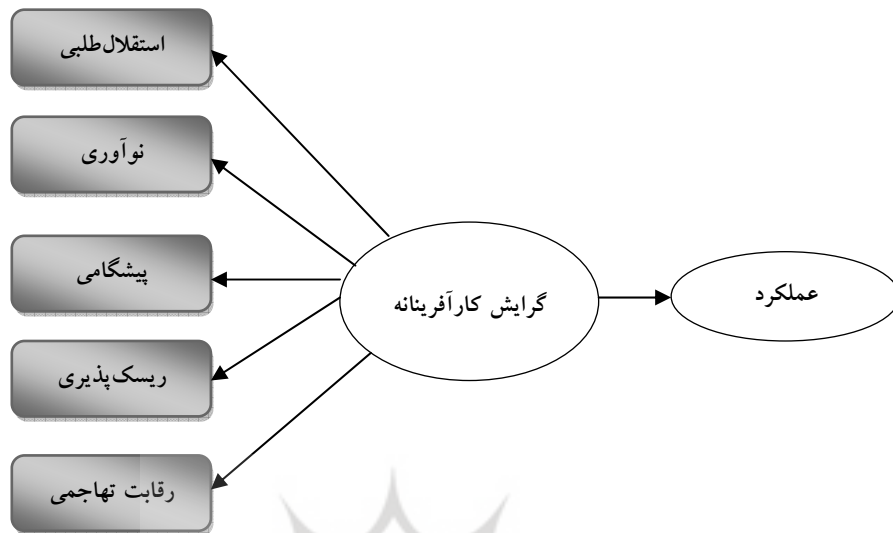 استقلال‌طلبی
نوآوری
پیشگامی
ریسک‌پذیری
رقابت تهاجمی
گرایش کارآفرینانه
عملکرد